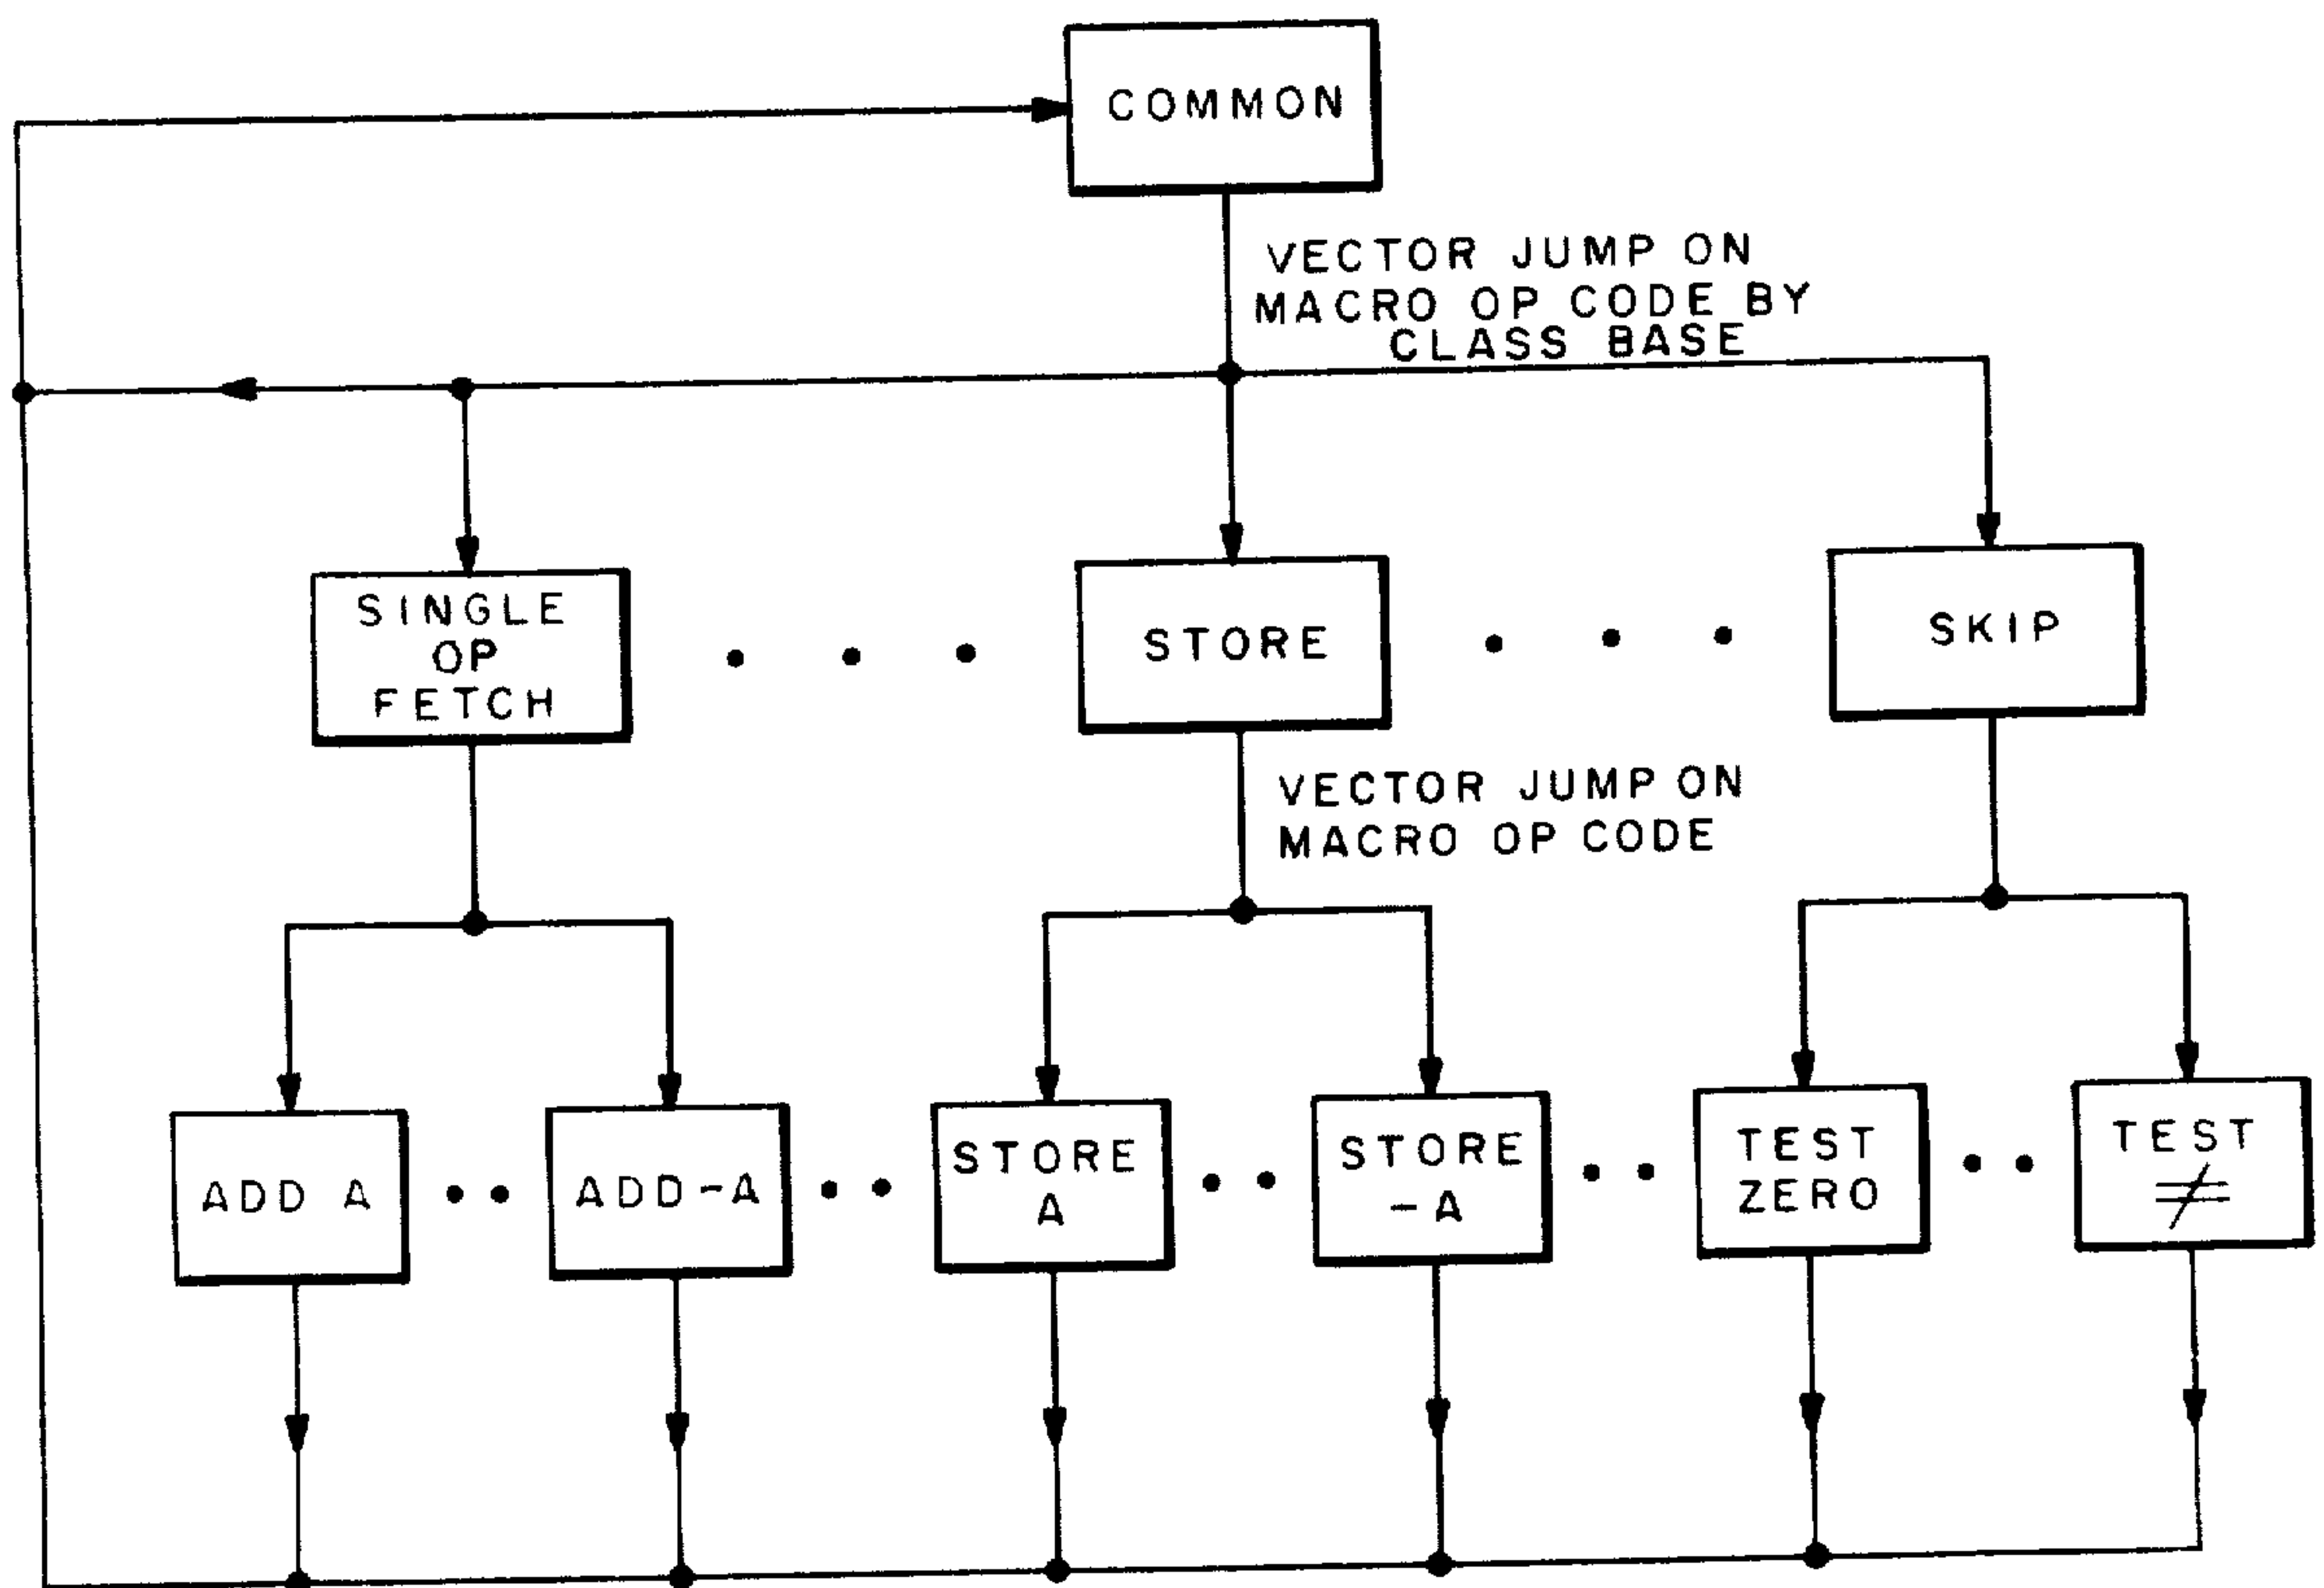 COMMON
VECTOR JUMP ON
MACRO OP CODE BY
CLASS BASE
SINGLE
OP
FETCH
STORE
SKIP
VECTOR JUMP ON
MACRO OP CODE
ADD A
ADD-A
STORE
A
STORE
-A
TEST
ZERO
TEST
≠